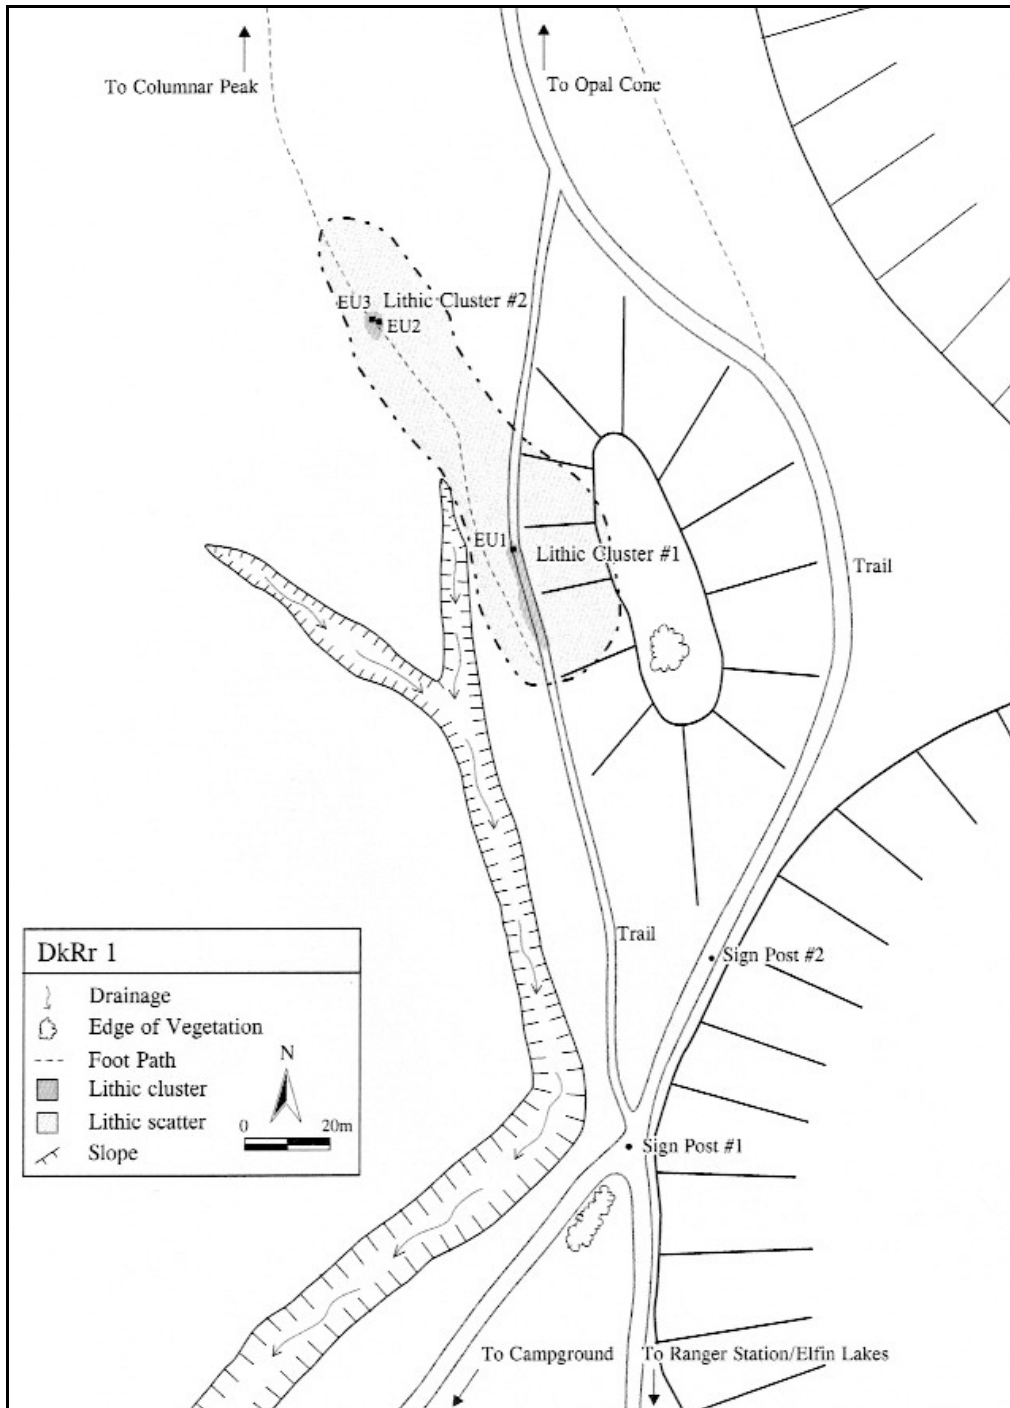 To Columnar Peak
To Opal Cone
EU3
Lithic Cluster #2
EU2
EU1
Lithic Cluster #1
Trail
Trail
Sign Post #2
DkRr 1
Drainage
Edge of Vegetation
Foot Path
Lithic cluster
Lithic scatter
Slope
N
0 20m
Sign Post #1
To Campground
To Ranger Station/Elfin Lakes